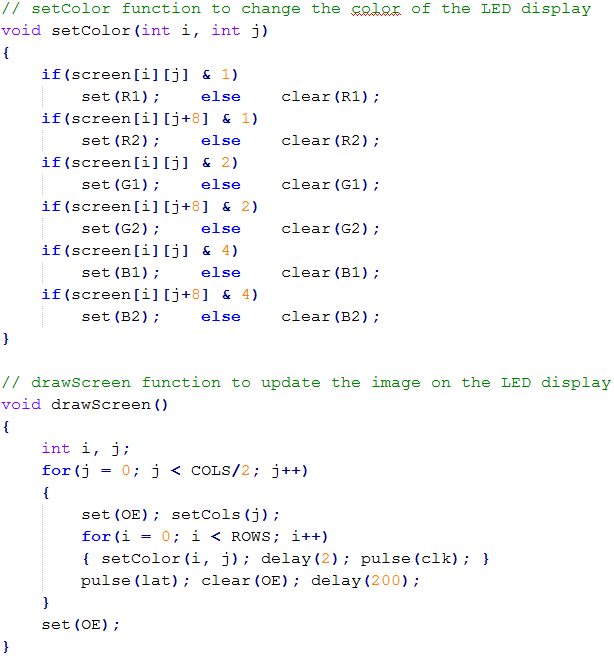 // setColor function to change the color of the LED display
void setColor(int i, int j)
{
    if(screen[i][j] & 1)
        set(R1);    else    clear(R1);
    if(screen[i][j+8] & 1)
        set(R2);    else    clear(R2);
    if(screen[i][j] & 2)
        set(G1);    else    clear(G1);
    if(screen[i][j+8] & 2)
        set(G2);    else    clear(G2);
    if(screen[i][j] & 4)
        set(B1);    else    clear(B1);
    if(screen[i][j+8] & 4)
        set(B2);    else    clear(B2);
}

// drawScreen function to update the image on the LED display
void drawScreen()
{
    int i, j;
    for(j = 0; j < COLS/2; j++)
    {
        set(OE); setCols(j);
        for(i = 0; i < ROWS; i++)
        { setColor(i, j); delay(2); pulse(clk); }
        pulse(lat); clear(OE); delay(200);
    }
    set(OE);
}